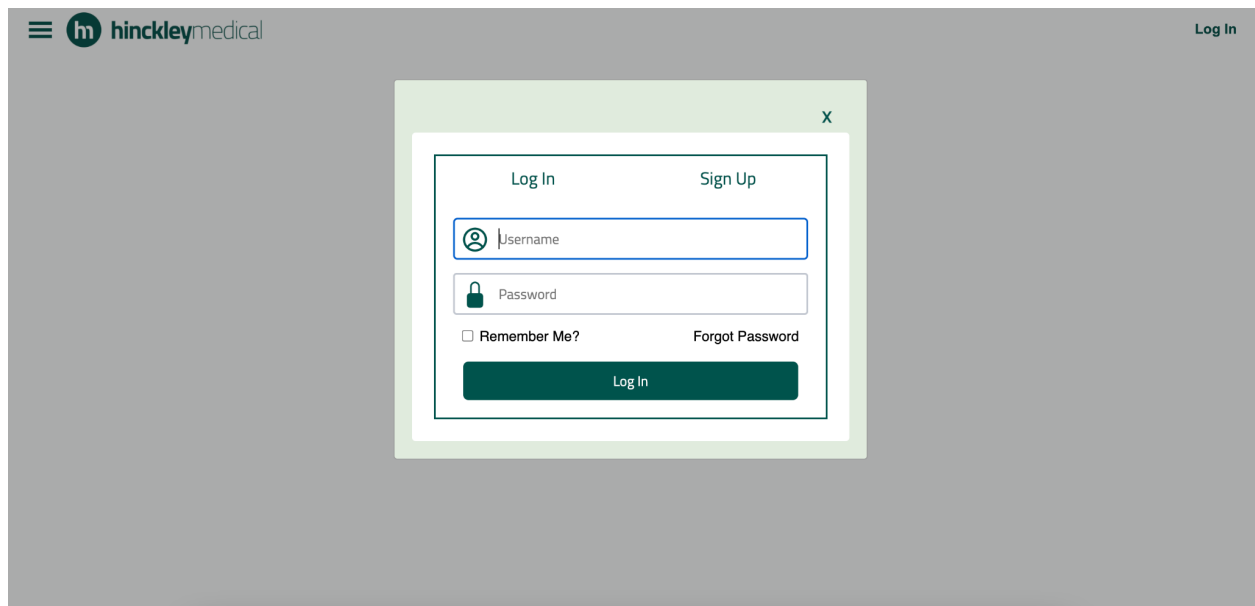 hinckleymedical
Log In
X
Log In Sign Up
Username
Password
Remember Me? Forgot Password
Log In